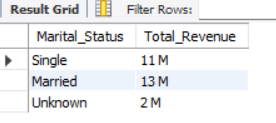 Result Grid Filter Rows:
Marital_Status Total_Revenue
Single 11 M
Married 13 M
Unknown 2 M